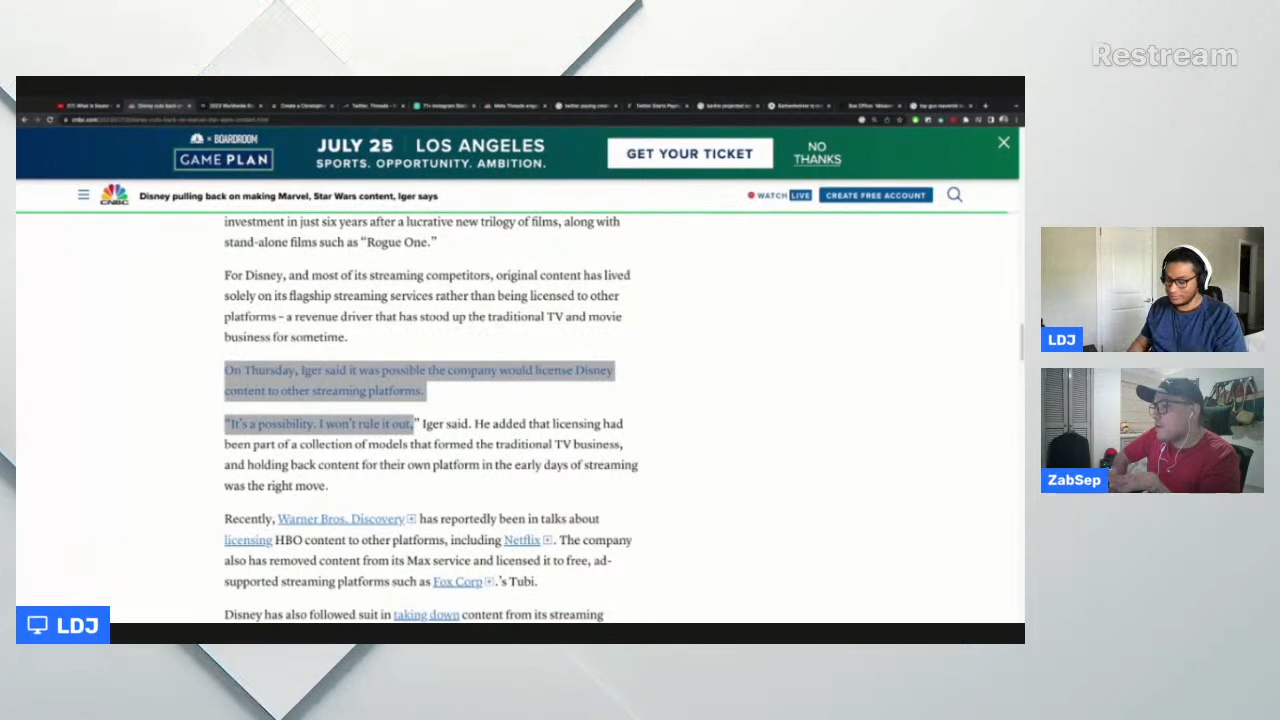 Restream
Disney cuts back on
Create a Christoph
BOARDROOM
GAME PLAN
JULY 25 LOS ANGELES
SPORTS. OPPORTUNITY. AMBITION.
GET YOUR TICKET
NO
THANKS
CNBC
Disney pulling back on making Marvel, Star Wars content, Iger says
WATCH LIVE
CREATE FREE ACCOUNT
investment in just six years after a lucrative new trilogy of films, along with
stand-alone films such as “Rogue One.”
For Disney, and most of its streaming competitors, original content has lived
solely on its flagship streaming services rather than being licensed to other
platforms – a revenue driver that has stood up the traditional TV and movie
business for sometime.
On Thursday, Iger said it was possible the company would license Disney
content to other streaming platforms.
“It’s a possibility. I won’t rule it out,” Iger said. He added that licensing had
been part of a collection of models that formed the traditional TV business,
and holding back content for their own platform in the early days of streaming
was the right move.
Recently, Warner Bros. Discovery has reportedly been in talks about
licensing HBO content to other platforms, including Netflix. The company
also has removed content from its Max service and licensed it to free, ad-
supported streaming platforms such as Fox Corp.’s Tubi.
Disney has also followed suit in taking down content from its streaming
LDJ
LDJ
ZabSep